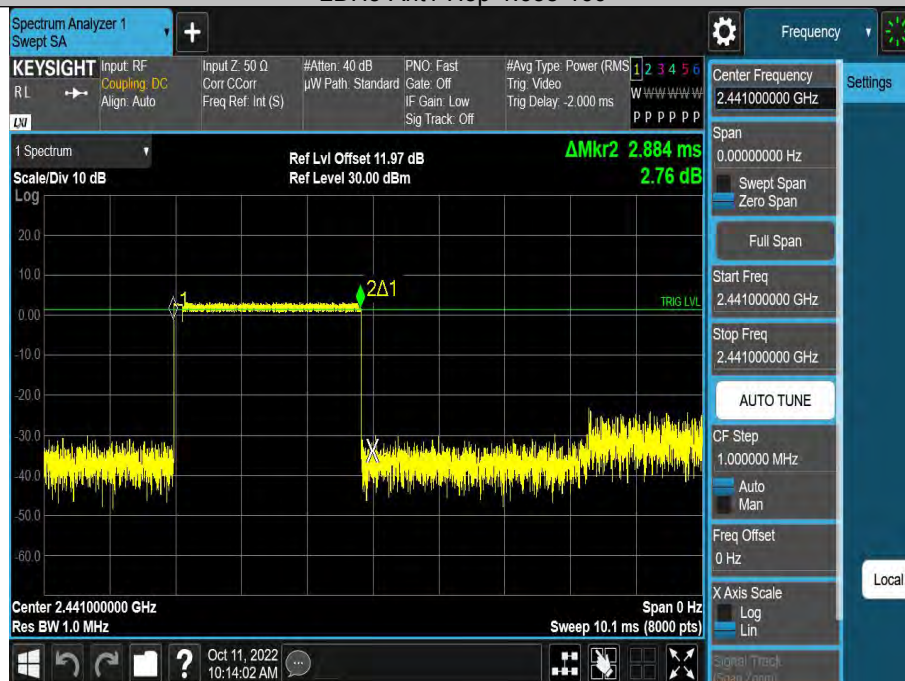 Spectrum Analyzer 1
Swept SA
+
Frequency
KEYSIGHT
RL
LXI
Input: RF
Coupling: DC
Align: Auto
Input Z: 50 Ω
Corr CCorr
Freq Ref: Int (S)
#Atten: 40 dB
µW Path: Standard
PNO: Fast
Gate: Off
IF Gain: Low
Sig Track: Off
#Avg Type: Power (RMS
Trig: Video
Trig Delay: -2.000 ms
1 2 3 4 5 6
W W W W W W
P P P P P P
1 Spectrum
Scale/Div 10 dB
Log
Ref Lvl Offset 11.97 dB
Ref Level 30.00 dBm
ΔMkr2 2.884 ms
2.76 dB
20.0
10.0
0.00
-10.0
-20.0
-30.0
-40.0
-50.0
-60.0
1
2Δ1
TRIG LVL
X
Center 2.441000000 GHz
Res BW 1.0 MHz
Span 0 Hz
Sweep 10.1 ms (8000 pts)
Center Frequency
2.441000000 GHz
Settings
Span
0.00000000 Hz
Swept Span
Zero Span
Full Span
Start Freq
2.441000000 GHz
Stop Freq
2.441000000 GHz
AUTO TUNE
CF Step
1.000000 MHz
Auto
Man
Freq Offset
0 Hz
Local
X Axis Scale
Log
Lin
Signal Track
(Span Zoom)
?
Oct 11, 2022
10:14:02 AM